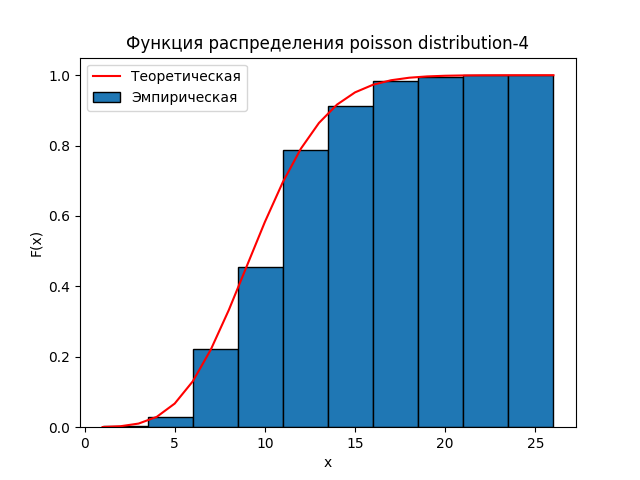 Функция распределения poisson distribution-4
Теоретическая
Эмпирическая
F(x)
1.0
0.8
0.6
0.4
0.2
0.0
0 5 10 15 20 25
x